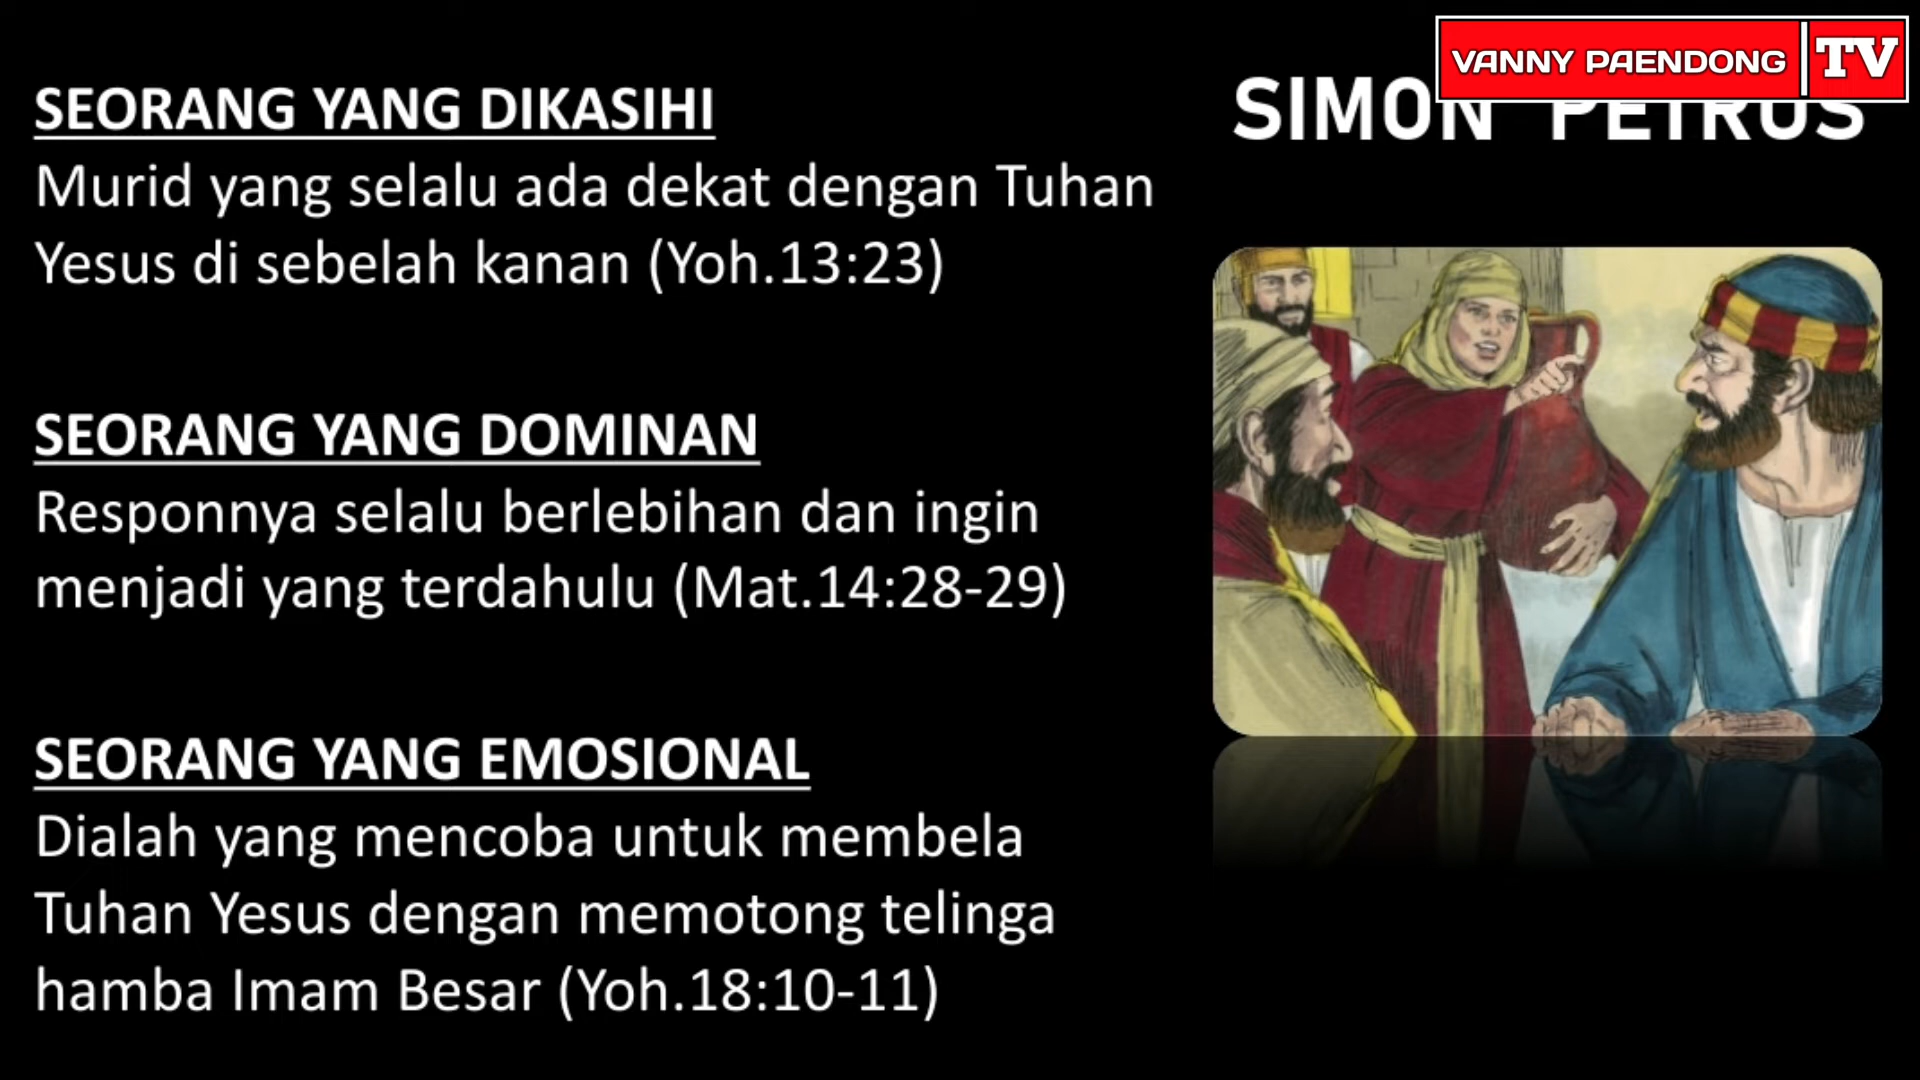 VANNY PAENDONG TV
SIMON PETRUS
SEORANG YANG DIKASIHI
Murid yang selalu ada dekat dengan Tuhan
Yesus di sebelah kanan (Yoh.13:23)
SEORANG YANG DOMINAN
Responnya selalu berlebihan dan ingin
menjadi yang terdahulu (Mat.14:28-29)
SEORANG YANG EMOSIONAL
Dialah yang mencoba untuk membela
Tuhan Yesus dengan memotong telinga
hamba Imam Besar (Yoh.18:10-11)